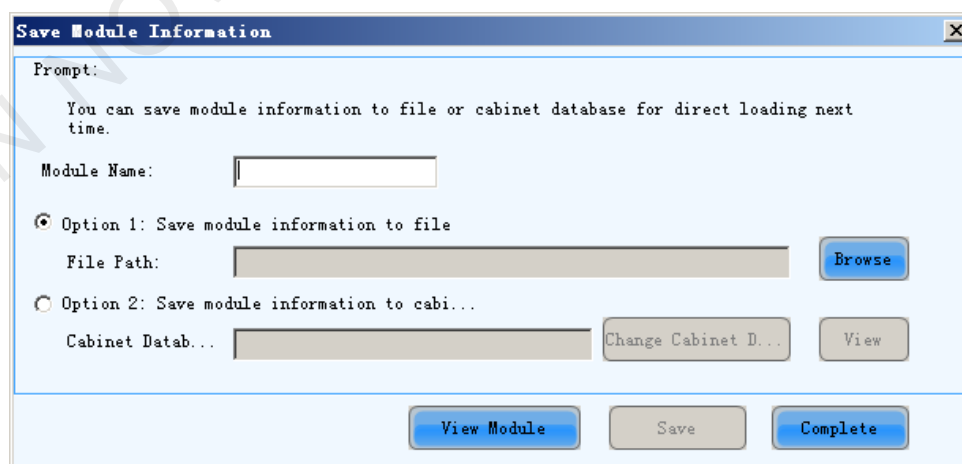 Save Module Information
Prompt:
You can save module information to file or cabinet database for direct loading next
time.
Module Name:
Option 1: Save module information to file
File Path:
Browse
Option 2: Save module information to cabi...
Cabinet Datab...
Change Cabinet D...
View
View Module
Save
Complete